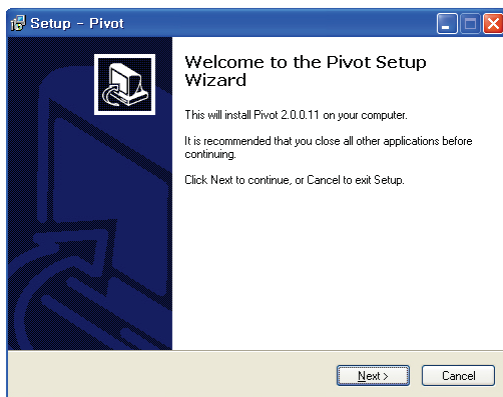 Setup - Pivot
Welcome to the Pivot Setup
Wizard
This will install Pivot 2.0.0.11 on your computer.
It is recommended that you close all other applications before
continuing.
Click Next to continue, or Cancel to exit Setup.
Next >
Cancel